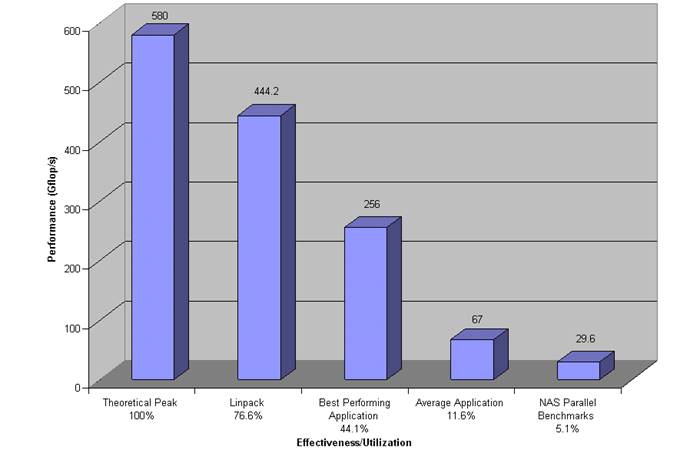 580
444.2
256
67
29.6
600
500
400
300
200
100
0
Performance (Gflop/s)
Theoretical Peak
100%
Linpack
76.6%
Best Performing
Application
44.1%
Average Application
11.6%
NAS Parallel
Benchmarks
5.1%
Effectiveness/Utilization